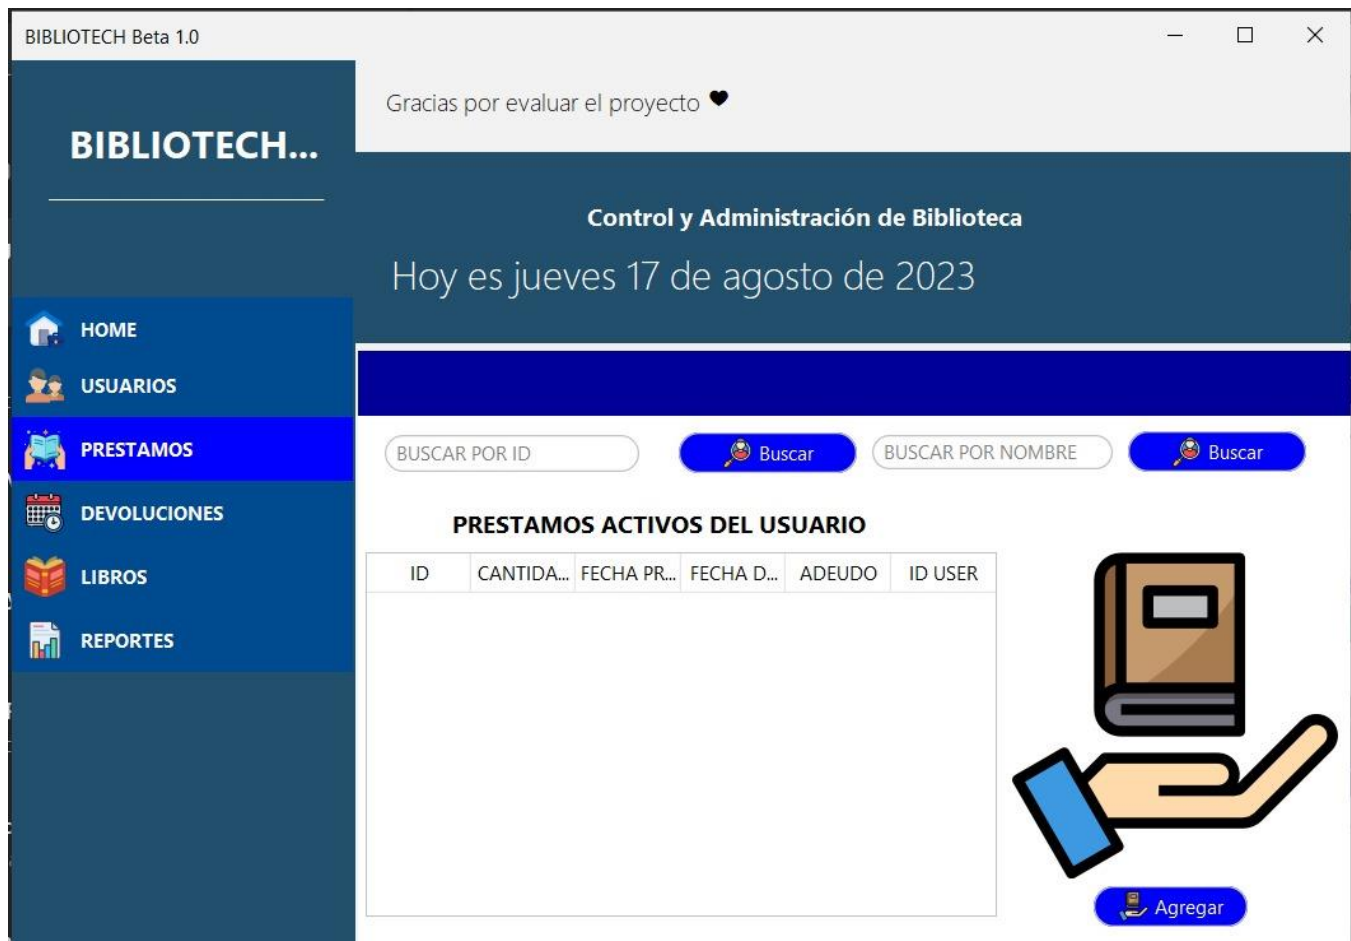 BIBLIOTECH Beta 1.0
BIBLIOTECH...
Gracias por evaluar el proyecto ♥
Control y Administración de Biblioteca
Hoy es jueves 17 de agosto de 2023
HOME
USUARIOS
PRESTAMOS
DEVOLUCIONES
LIBROS
REPORTES
BUSCAR POR ID Buscar BUSCAR POR NOMBRE Buscar
PRESTAMOS ACTIVOS DEL USUARIO
ID CANTIDA... FECHA PR... FECHA D... ADEUDO ID USER
Agregar